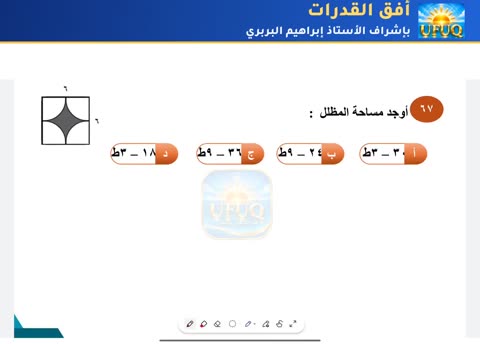 أفق القدرات
بإشراف الأستاذ إبراهيم البربري
UFUQ
٦٧ أوجد مساحة المظلل :
٦
٦
أ ٣٠ – ٣ط
ب ٢٤ – ٩ط
ج ٣٦ – ٩ط
د ١٨ – ٣ط
UFUQ